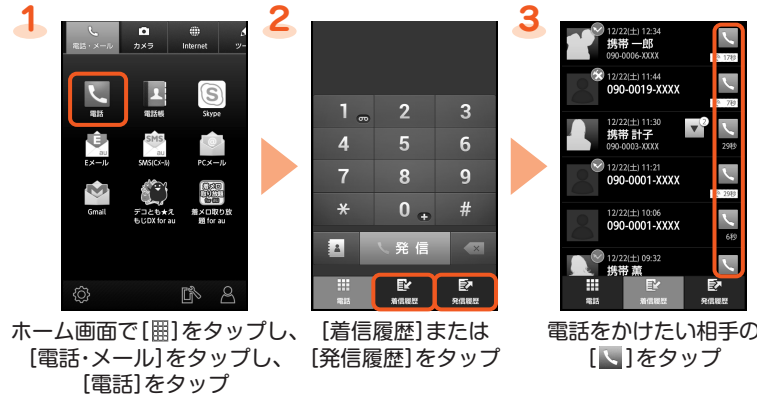 1
電話・メール カメラ Internet ツー
電話 電話帳 Skype
Eメール SMS(Cメール) PCメール
Gmail デコとも★え 着メロ取り放
もじDX for au 題 for au
ホーム画面で[ ]をタップし、
[電話・メール]をタップし、
[電話]をタップ
2
1 2 3
4 5 6
7 8 9
* 0 #
発信
電話 着信履歴 発信履歴
[着信履歴]または
[発信履歴]をタップ
3
12/22(土) 12:34
携帯 一郎
090-0006-XXXX
17秒
12/22(土) 11:44
090-0019-XXXX
7秒
12/22(土) 11:30
携帯 計子
2
090-0003-XXXX
29秒
12/22(土) 11:21
090-0001-XXXX
29秒
12/22(土) 10:06
090-0001-XXXX
6秒
12/22(土) 09:32
携帯 薫
電話 着信履歴 発信履歴
電話をかけたい相手の
[ ]をタップ